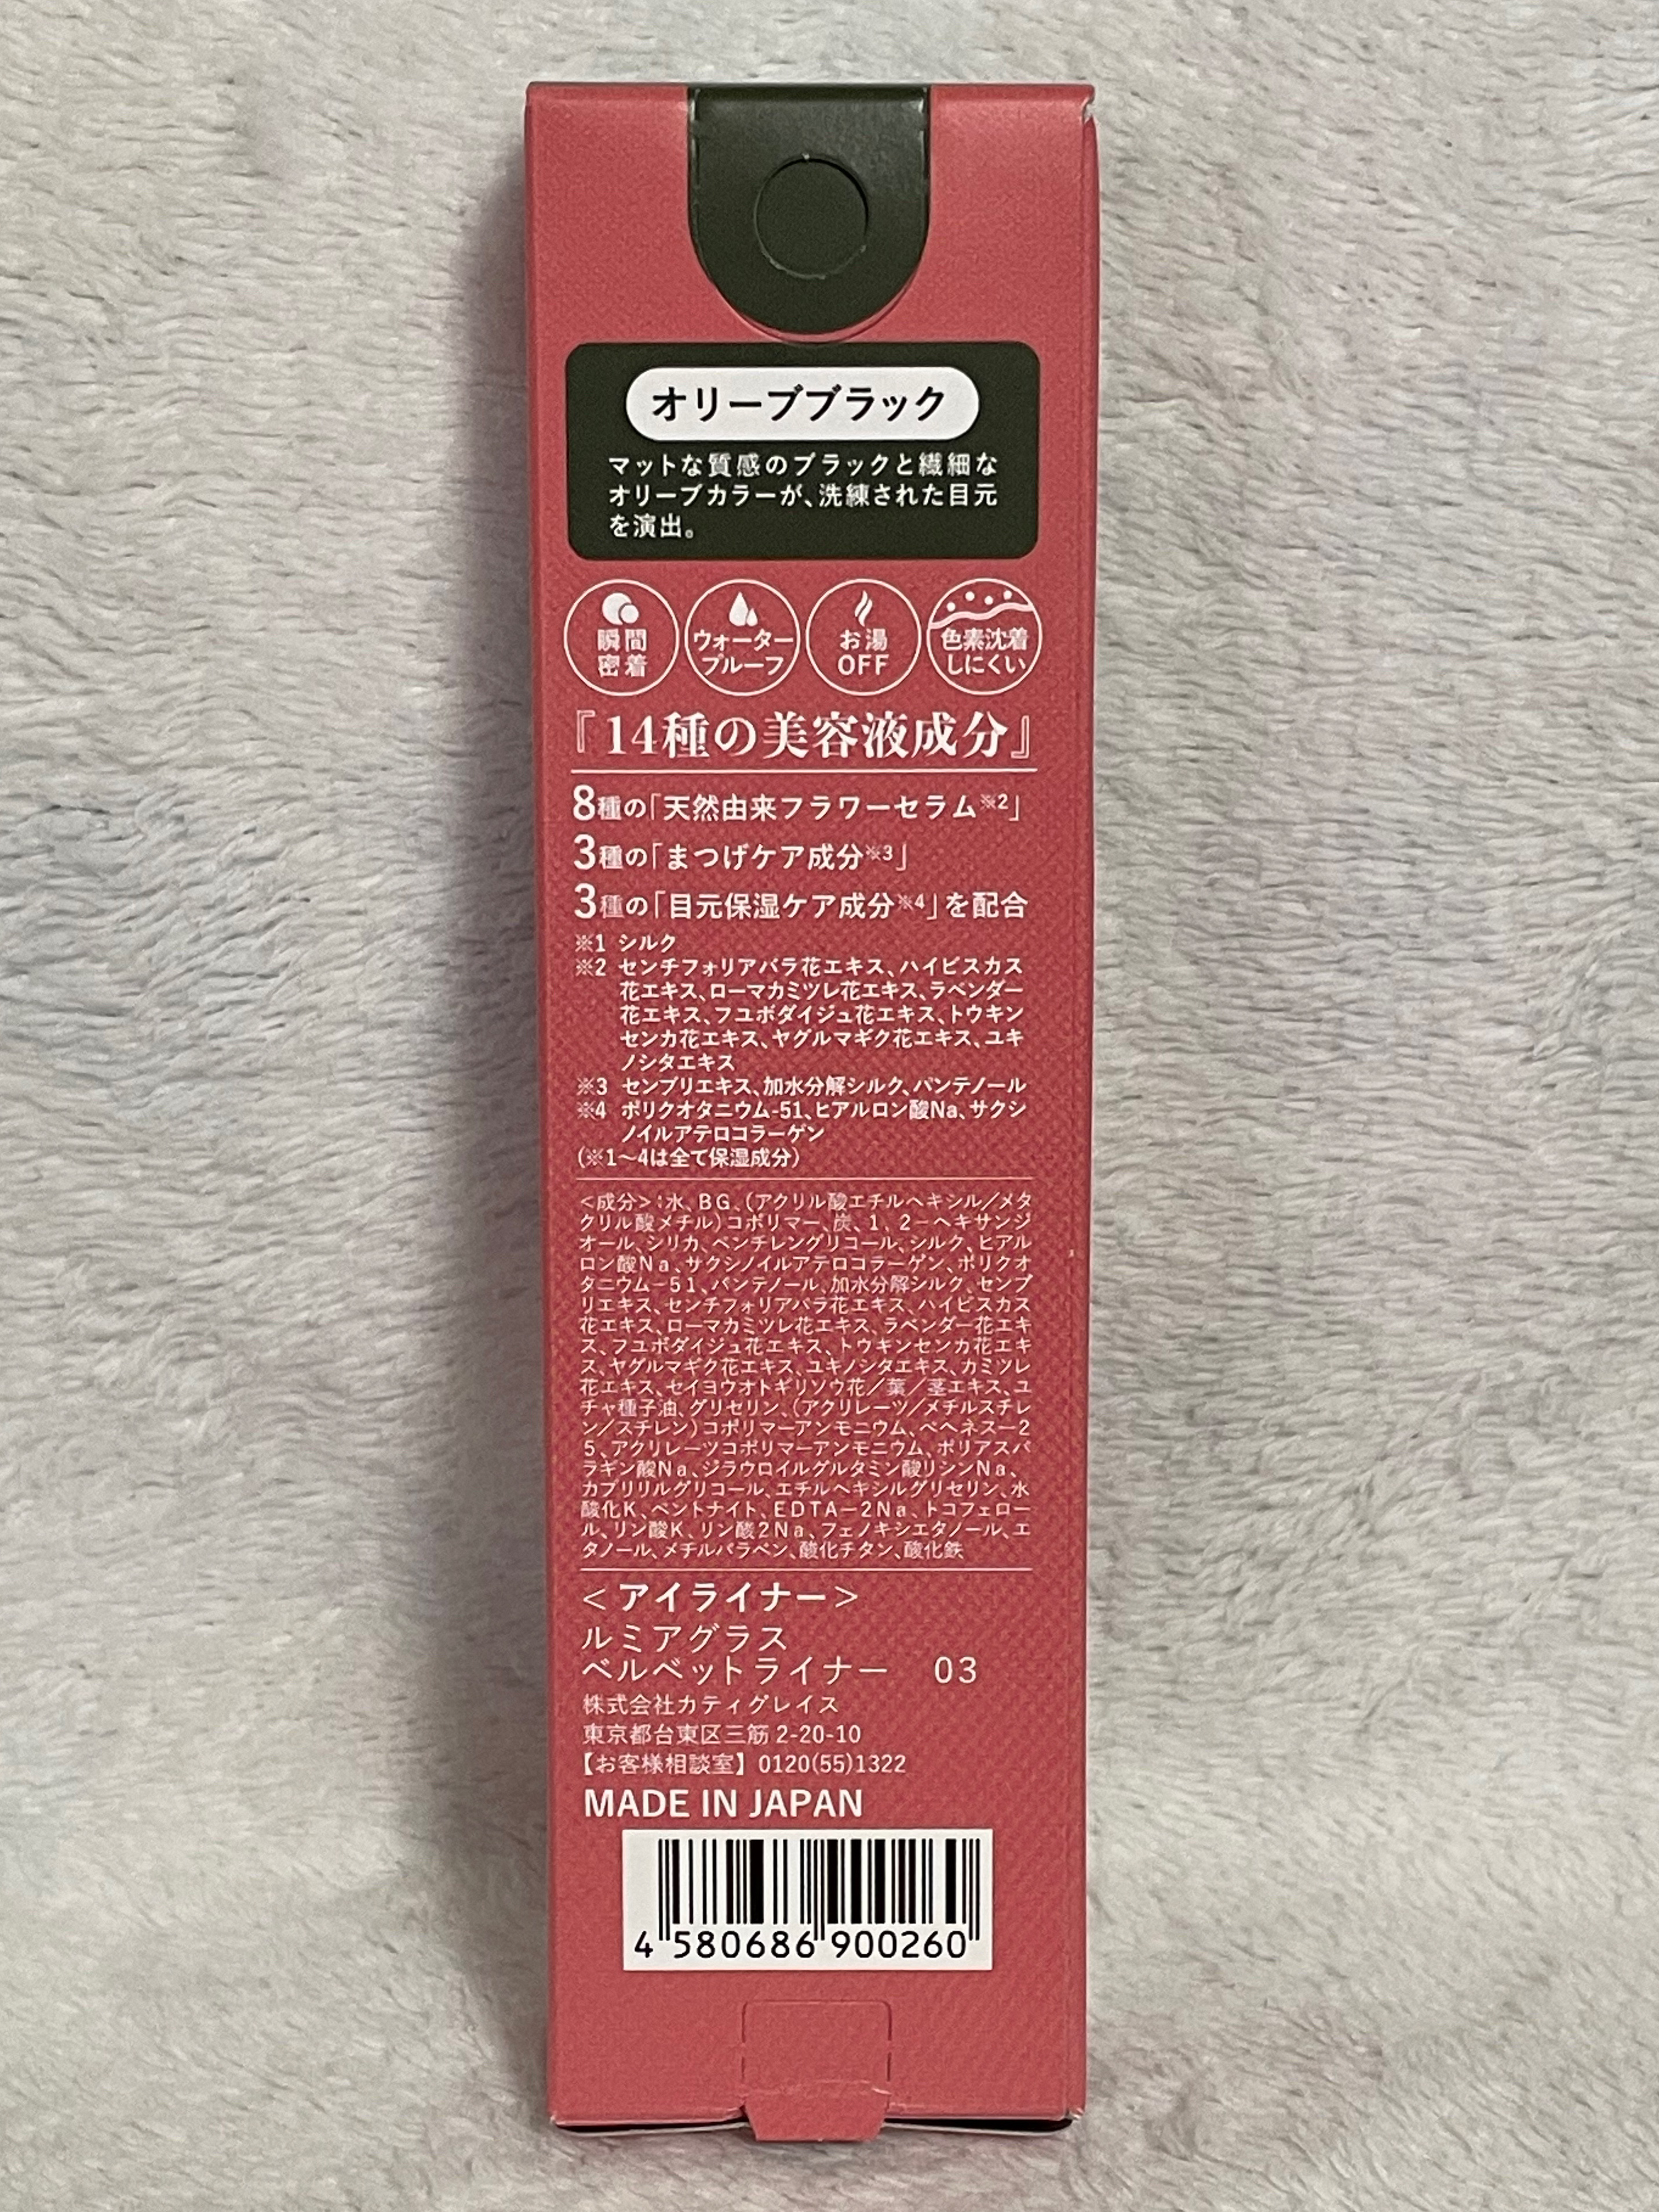 オリーブブラック
マットな質感のブラックと繊細な
オリーブカラーが、洗練された目元
を演出。
瞬間
密着
ウォーター
プルーフ
お湯
OFF
色素沈着
しにくい
『14種の美容液成分』
8種の「天然由来フラワーセラム※2」
3種の「まつげケア成分※3」
3種の「目元保湿ケア成分※4」を配合
※1 シルク
※2 センチフォリアバラ花エキス、ハイビスカス
花エキス、ローマカミツレ花エキス、ラベンダー
花エキス、フユボダイジュ花エキス、トウキン
センカ花エキス、ヤグルマギク花エキス、ユキ
ノシタエキス
※3 センブリエキス、加水分解シルク、パンテノール
※4 ポリクオタニウム-51、ヒアルロン酸Na、サクシ
ノイルアテロコラーゲン
(※1～4は全て保湿成分)
＜成分＞：水、BG、(アクリル酸エチルヘキシル／メタ
クリル酸メチル)コポリマー、炭、1，2－ヘキサンジ
オール、シリカ、ペンチレングリコール、シルク、ヒアル
ロン酸Na、サクシノイルアテロコラーゲン、ポリクオ
タニウム－51、パンテノール、加水分解シルク、センブ
リエキス、センチフォリアバラ花エキス、ハイビスカス
花エキス、ローマカミツレ花エキス、ラベンダー花エキ
ス、フユボダイジュ花エキス、トウキンセンカ花エキ
ス、ヤグルマギク花エキス、ユキノシタエキス、カミツレ
花エキス、セイヨウオトギリソウ花／葉／茎エキス、ユ
チャ種子油、グリセリン、(アクリレーツ／メチルスチレ
ン／スチレン)コポリマーアンモニウム、ベヘネス－2
5、アクリレーツコポリマーアンモニウム、ポリアスパ
ラギン酸Na、ジラウロイルグルタミン酸リシンNa、
カプリリルグリコール、エチルヘキシルグリセリン、水
酸化K、ベントナイト、EDTA－2Na、トコフェロー
ル、リン酸K、リン酸2Na、フェノキシエタノール、エ
タノール、メチルパラベン、酸化チタン、酸化鉄
＜アイライナー＞
ルミアグラス
ベルベットライナー 03
株式会社カティグレイス
東京都台東区三筋 2-20-10
【お客様相談室】 0120(55)1322
MADE IN JAPAN
4 580686 900260